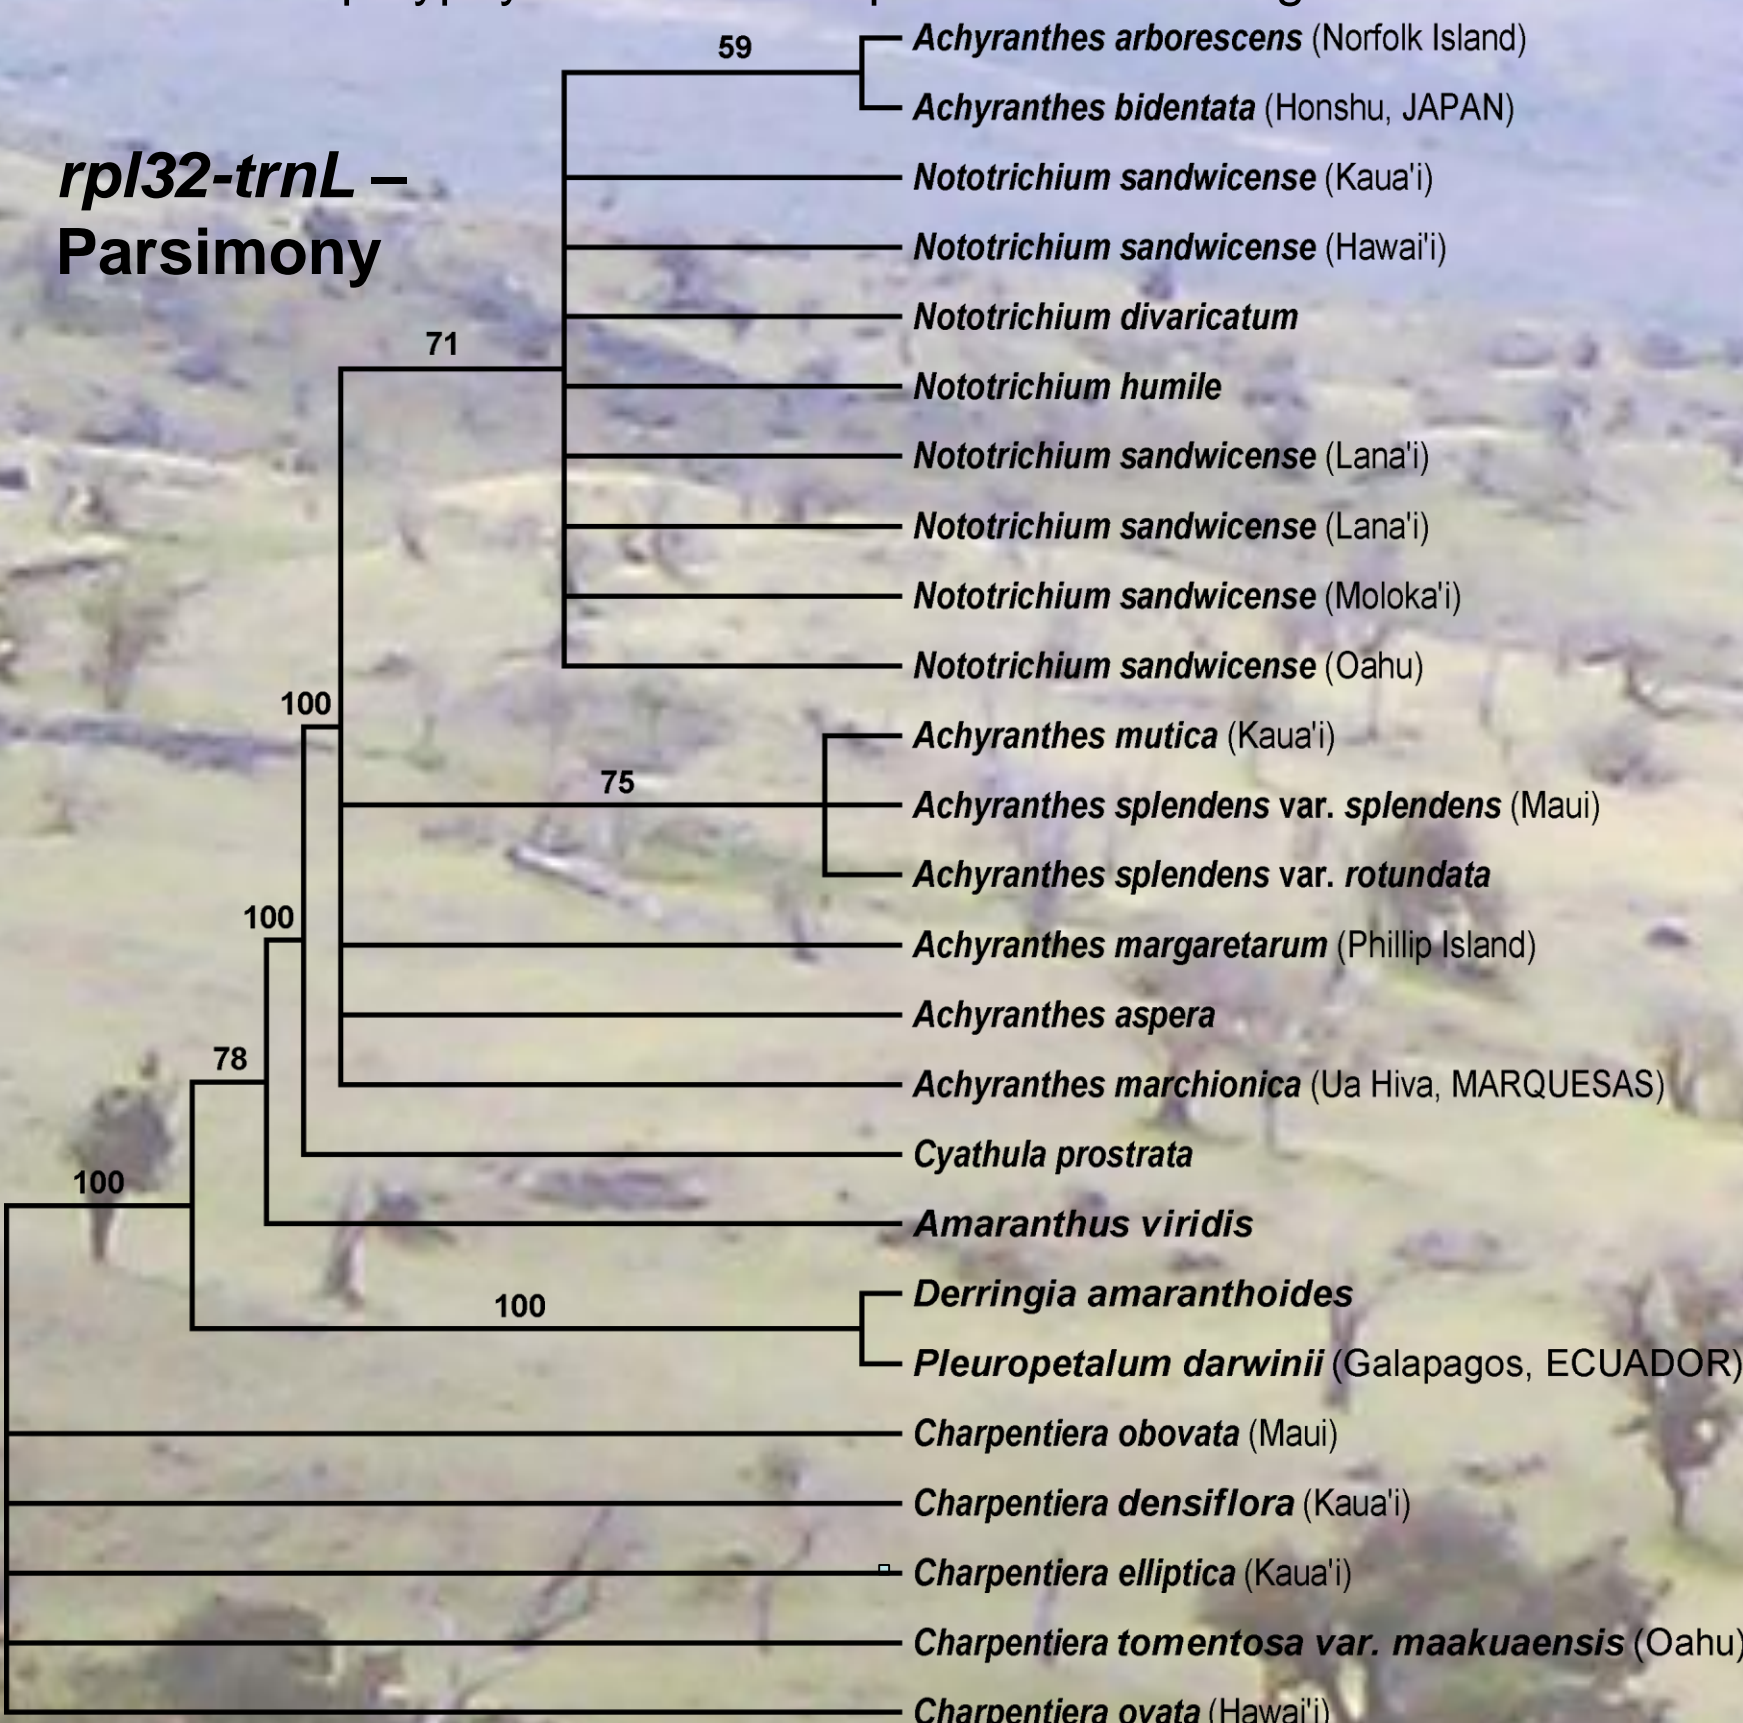 59
Achyranthes arborescens (Norfolk Island)
Achyranthes bidentata (Honshu, JAPAN)
rpl32-trnL –
Parsimony
Nototrichium sandwicense (Kaua'i)
Nototrichium sandwicense (Hawai'i)
Nototrichium divaricatum
71
Nototrichium humile
Nototrichium sandwicense (Lana'i)
Nototrichium sandwicense (Lana'i)
Nototrichium sandwicense (Moloka'i)
Nototrichium sandwicense (Oahu)
100
Achyranthes mutica (Kaua'i)
75
Achyranthes splendens var. splendens (Maui)
Achyranthes splendens var. rotundata
100
Achyranthes margaretarum (Phillip Island)
Achyranthes aspera
78
Achyranthes marchionica (Ua Hiva, MARQUESAS)
Cyathula prostrata
100
Amaranthus viridis
Derringia amaranthoides
100
Pleuropetalum darwinii (Galapagos, ECUADOR)
Charpentiera obovata (Maui)
Charpentiera densiflora (Kaua'i)
Charpentiera elliptica (Kaua'i)
Charpentiera tomentosa var. maakuaensis (Oahu)
Charpentiera ovata (Hawai'i)